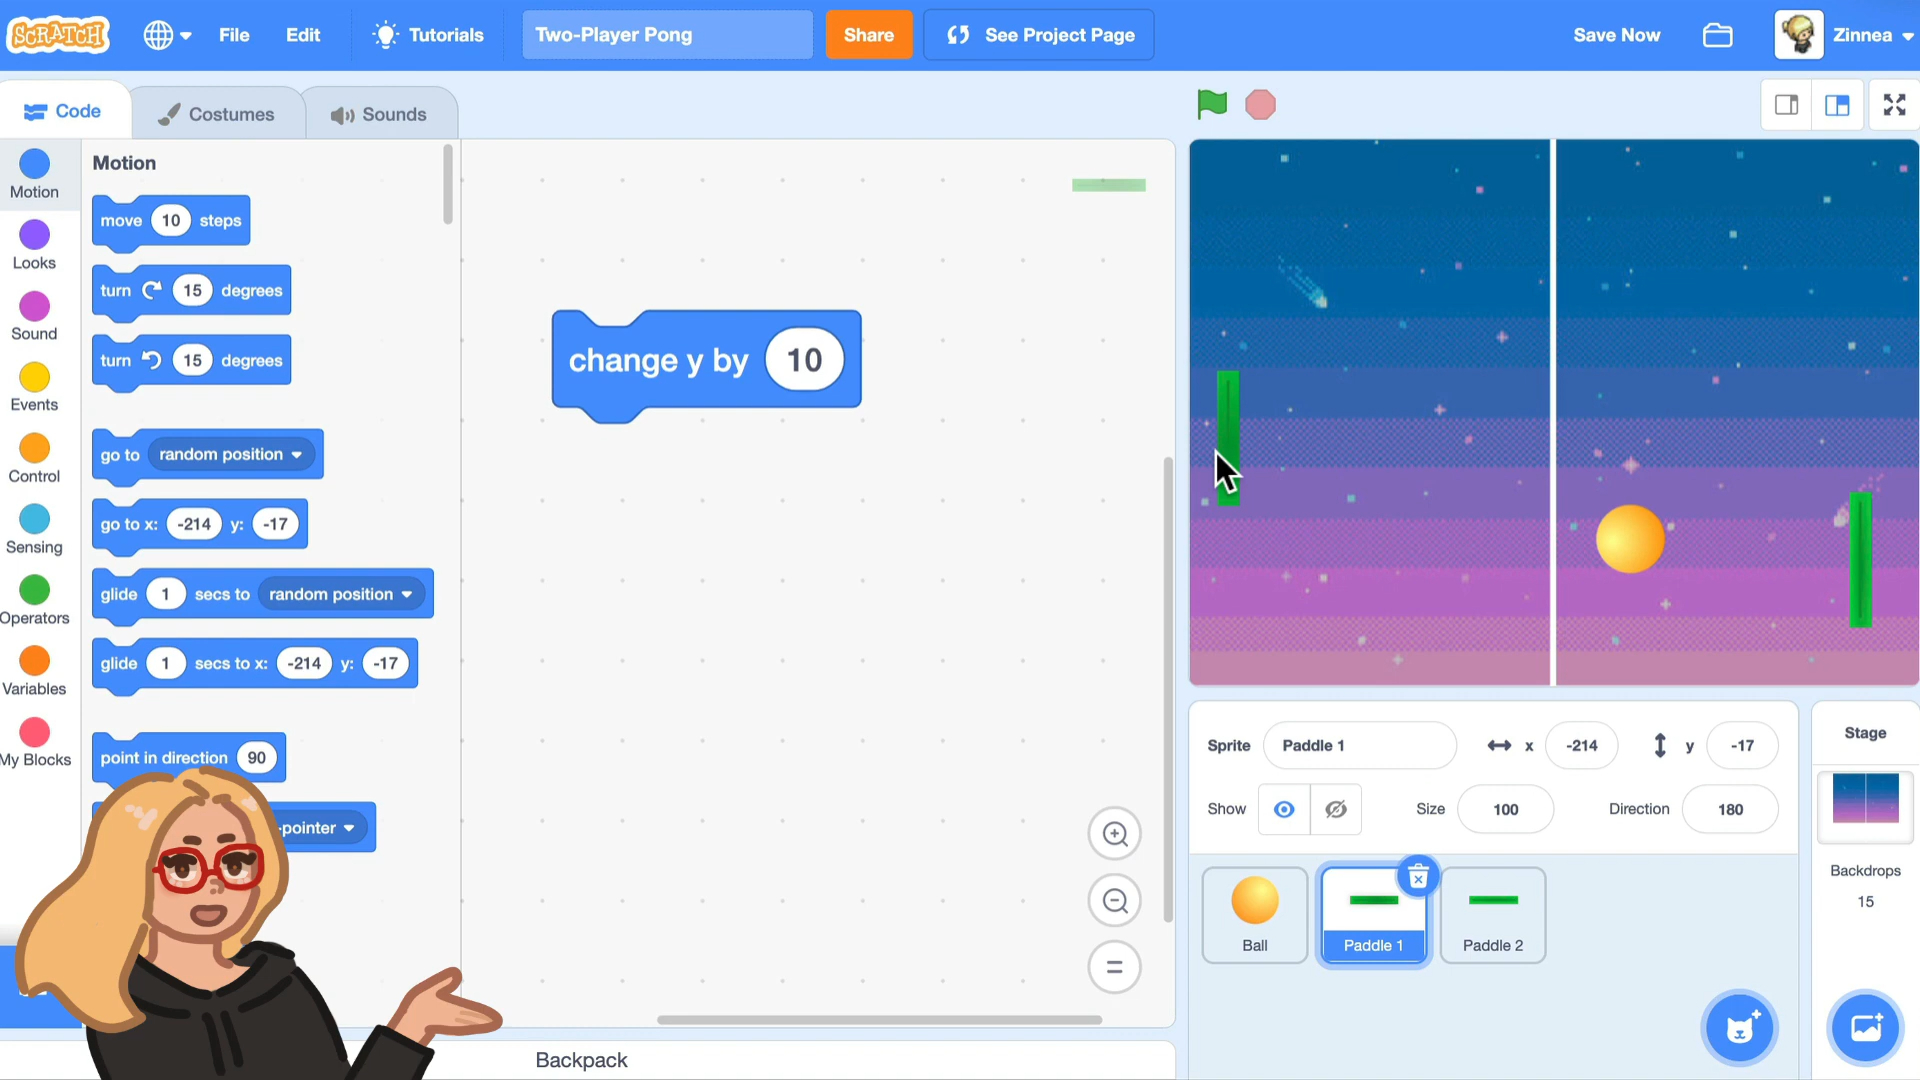 SCRATCH
File
Edit
Tutorials
Two-Player Pong
Share
See Project Page
Save Now
Zinnea
Code
Costumes
Sounds
Motion
Looks
Sound
Events
Control
Sensing
Operators
Variables
My Blocks
Motion
move 10 steps
turn 15 degrees
turn 15 degrees
go to random position
go to x: -214 y: -17
glide 1 secs to random position
glide 1 secs to x: -214 y: -17
point in direction 90
-pointer
change y by 10
Backpack
Sprite Paddle 1 x -214 y -17
Show Size 100 Direction 180
Ball
Paddle 1
Paddle 2
Stage
Backdrops
15